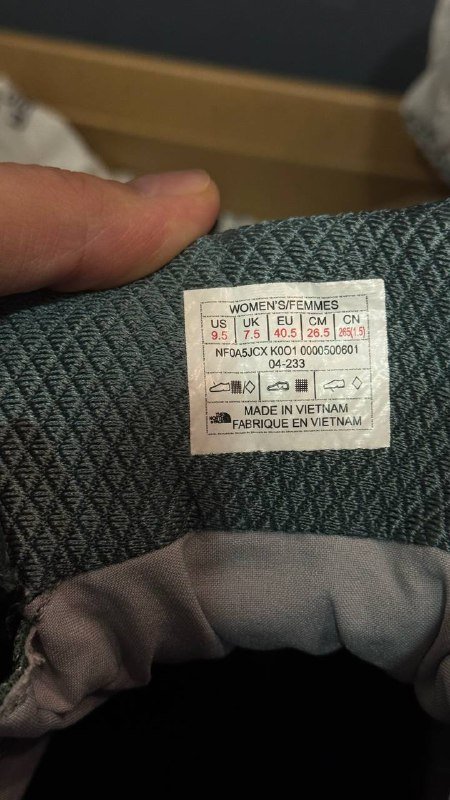 WOMEN'S/FEMMES
US UK EU CM CN
9.5 7.5 40.5 26.5 265(1.5)
NF0A5JCX K0O1 0000500601
04-233
MADE IN VIETNAM
FABRIQUE EN VIETNAM